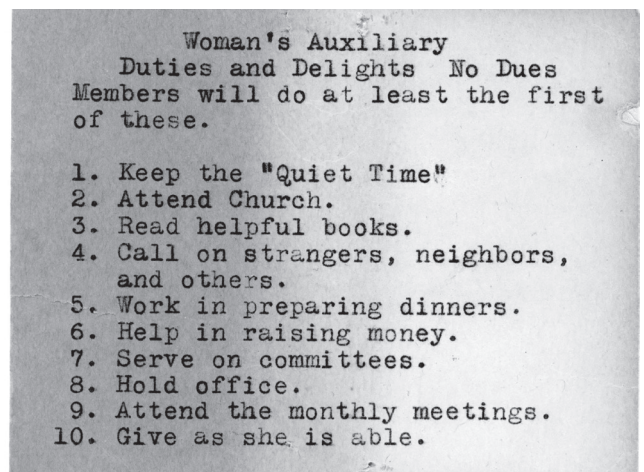 Woman's Auxiliary
Duties and Delights No Dues
Members will do at least the first
of these.
1. Keep the "Quiet Time"
2. Attend Church.
3. Read helpful books.
4. Call on strangers, neighbors,
and others.
5. Work in preparing dinners.
6. Help in raising money.
7. Serve on committees.
8. Hold office.
9. Attend the monthly meetings.
10. Give as she is able.